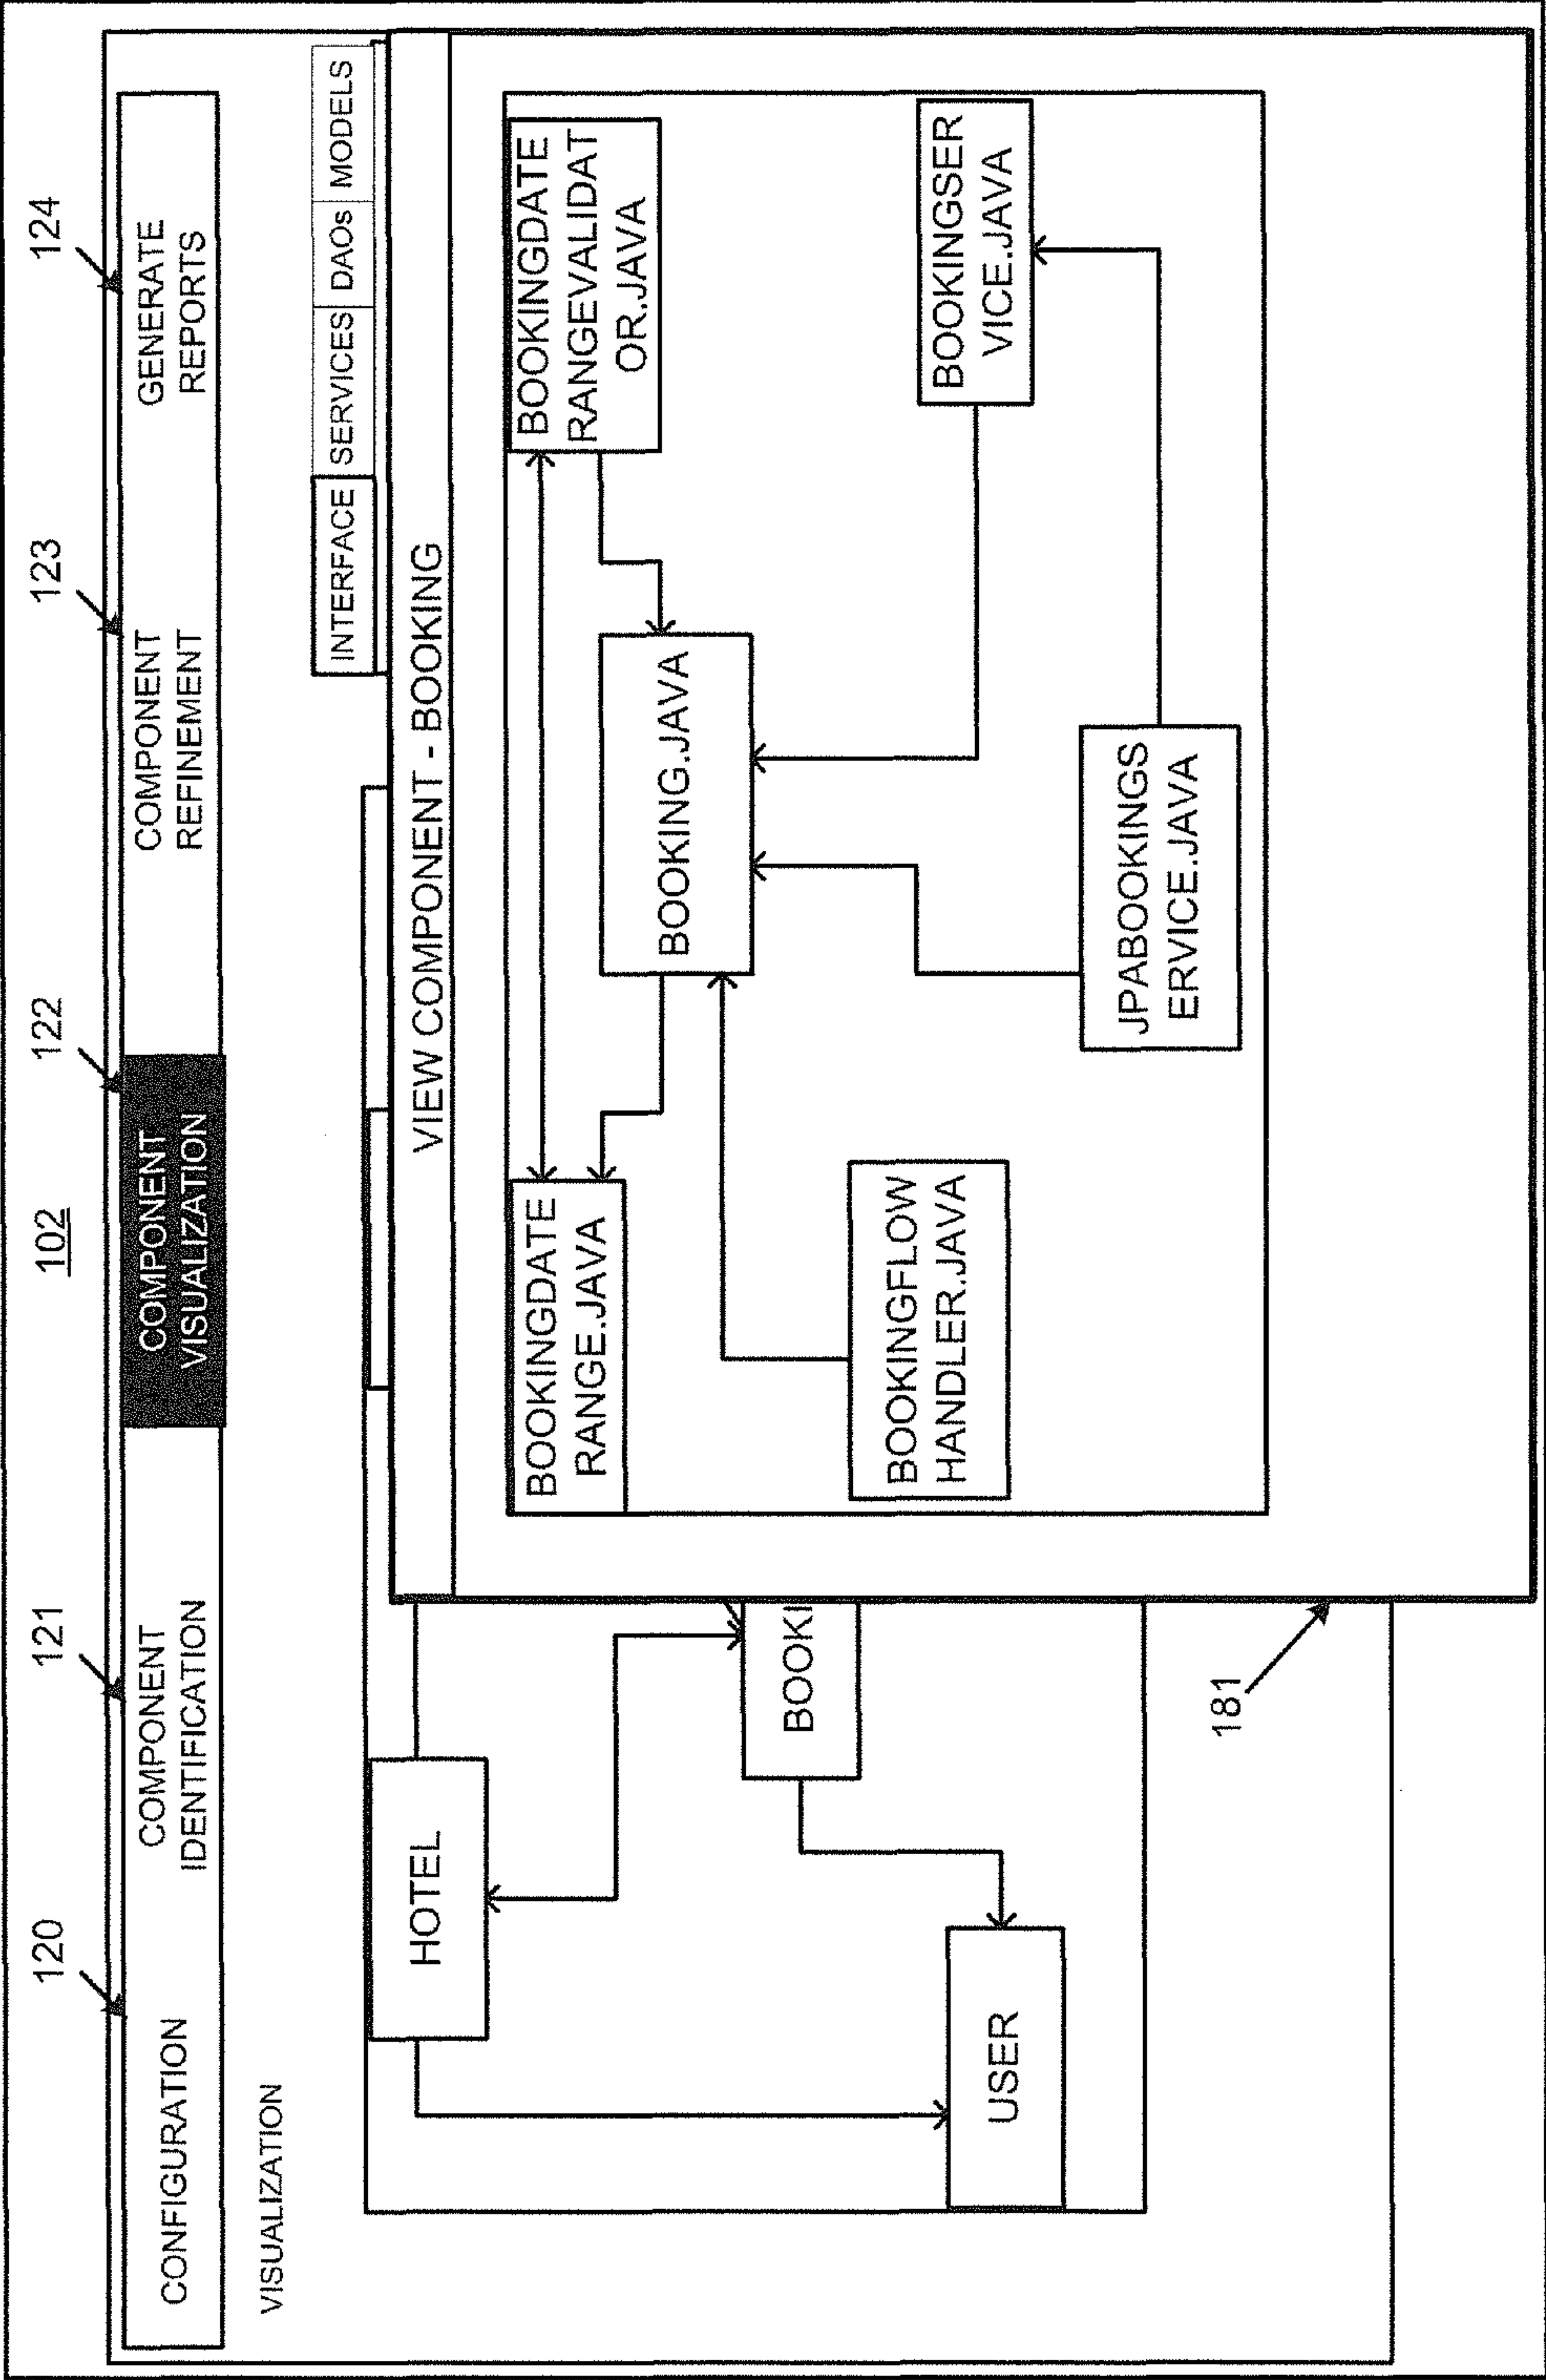 102
120
121
122
123
124
CONFIGURATION
COMPONENT
IDENTIFICATION
COMPONENT
VISUALIZATION
COMPONENT
REFINEMENT
GENERATE
REPORTS
VISUALIZATION
INTERFACE
SERVICES
DAOs
MODELS
VIEW COMPONENT - BOOKING
HOTEL
BOOKI
USER
BOOKINGDATE
RANGE.JAVA
BOOKINGDATE
RANGEVALIDAT
OR.JAVA
BOOKING.JAVA
BOOKINGFLOW
HANDLER.JAVA
BOOKINGSER
VICE.JAVA
JPABOOKINGS
ERVICE.JAVA
181